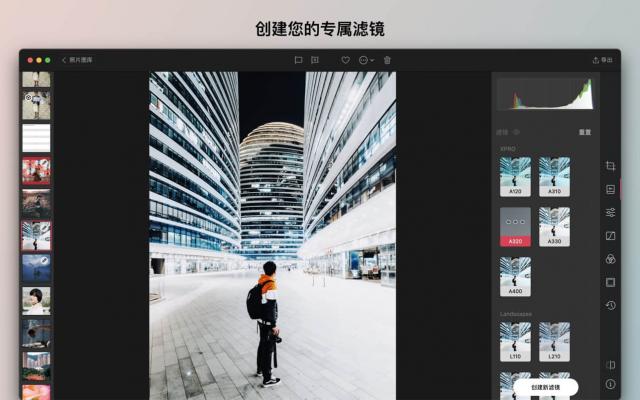 创建您的专属滤镜
照片图库
导出
滤镜
重置
XPRO
A120
A310
A320
A330
A400
Landscapes
L110
L210
创建新滤镜